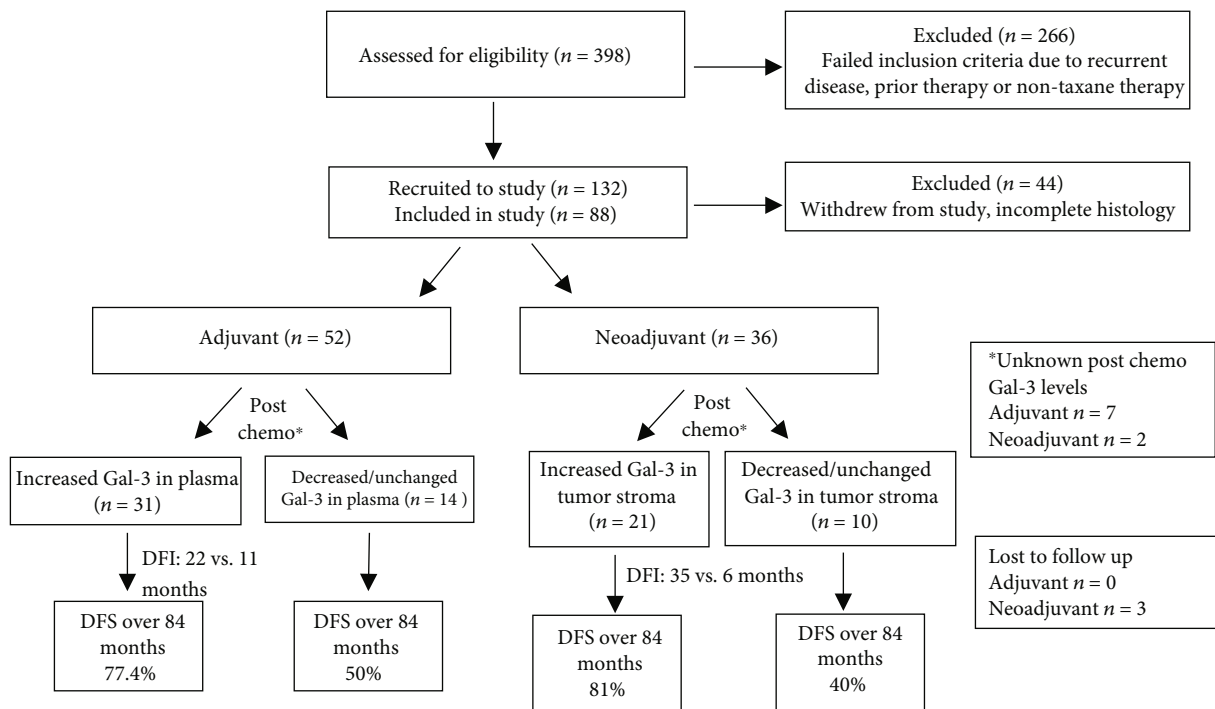 Assessed for eligibility (n = 398)
Excluded (n = 266)
Failed inclusion criteria due to recurrent
disease, prior therapy or non-taxane therapy
Recruited to study (n = 132)
Included in study (n = 88)
Excluded (n = 44)
Withdrew from study, incomplete histology
Adjuvant (n = 52)
Neoadjuvant (n = 36)
*Unknown post chemo
Gal-3 levels
Adjuvant n = 7
Neoadjuvant n = 2
Post
chemo*
Post
chemo*
Increased Gal-3 in plasma
(n = 31)
Decreased/unchanged
Gal-3 in plasma (n = 14 )
Increased Gal-3 in
tumor stroma
(n = 21)
Decreased/unchanged
Gal-3 in tumor stroma
(n = 10)
Lost to follow up
Adjuvant n = 0
Neoadjuvant n = 3
DFI: 22 vs. 11
months
DFI: 35 vs. 6 months
DFS over 84
months
77.4%
DFS over 84
months
50%
DFS over 84
months
81%
DFS over 84
months
40%